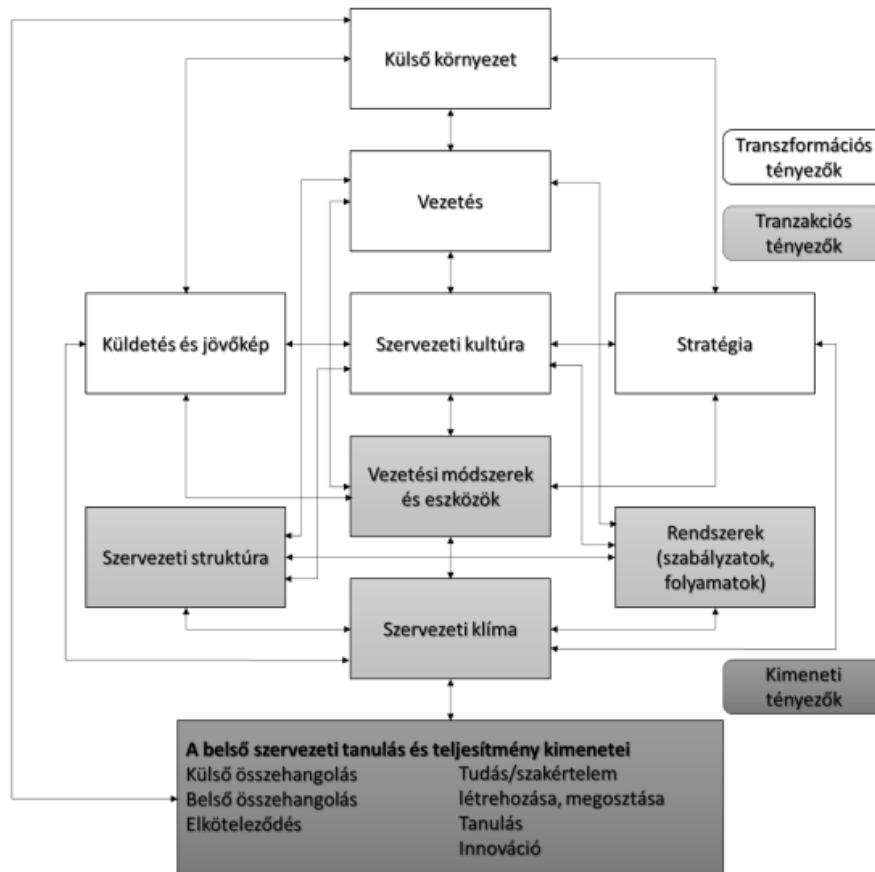 Külső környezet
Transzformációs
tényezők
Vezetés
Tranzakciós
tényezők
Küldetés és jövőkép
Szervezeti kultúra
Stratégia
Vezetési módszerek
és eszközök
Szervezeti struktúra
Rendszerek
(szabályzatok,
folyamatok)
Szervezeti klíma
Kimeneti
tényezők
A belső szervezeti tanulás és teljesítmény kimenetei
Külső összehangolás
Belső összehangolás
Elköteleződés
Tudás/szakértelem
létrehozása, megosztása
Tanulás
Innováció